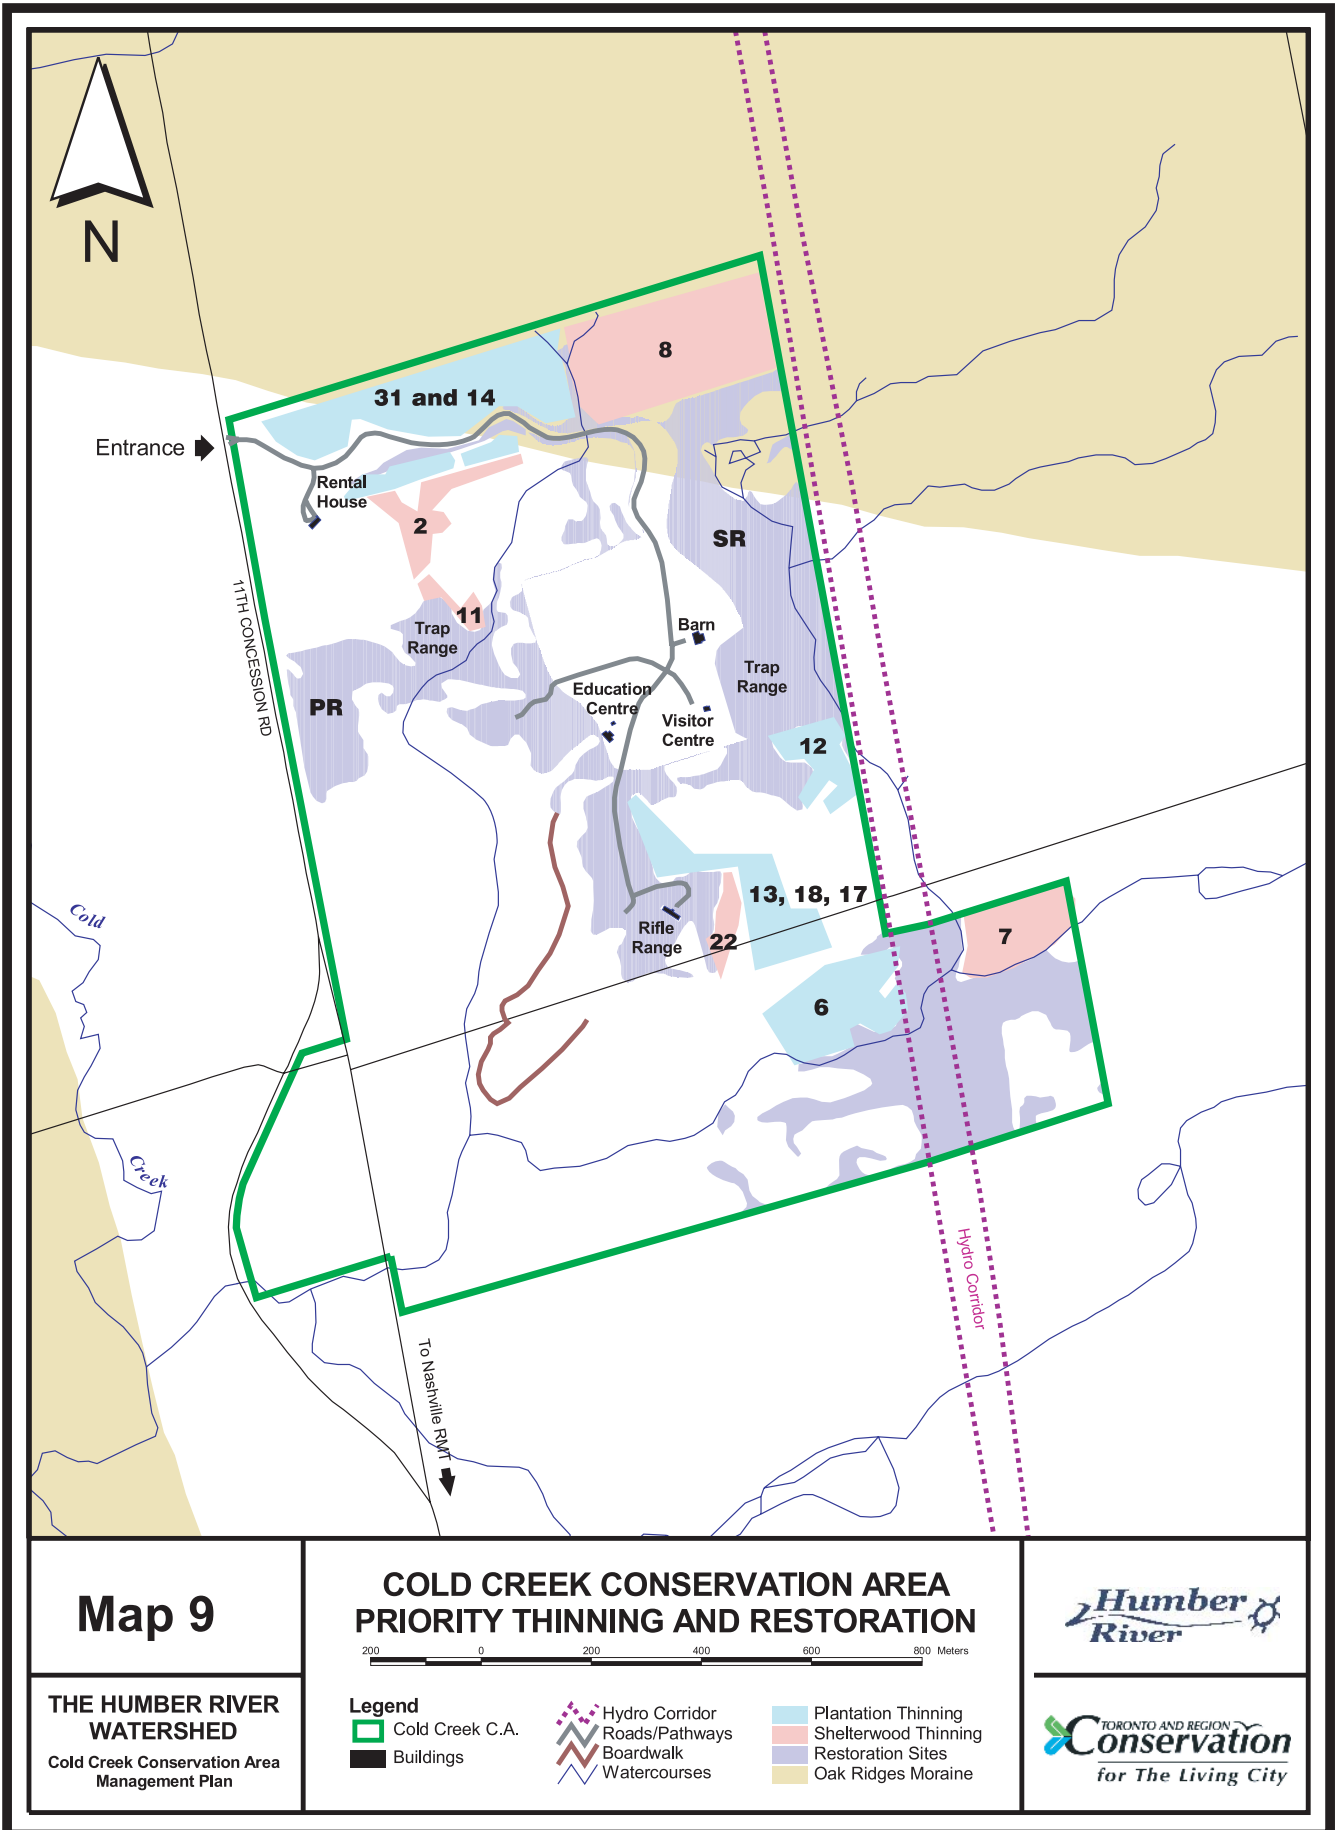 N
8
31 and 14
Entrance
Rental
House
2
SR
11TH CONCESSION RD
11
Trap
Range
Barn
Trap
Range
PR
Education
Centre
Visitor
Centre
12
13, 18, 17
Cold
Rifle
Range
22
7
6
Creek
Hydro Corridor
To Nashville RMT
Map 9
THE HUMBER RIVER
WATERSHED
Cold Creek Conservation Area
Management Plan
COLD CREEK CONSERVATION AREA
PRIORITY THINNING AND RESTORATION
200 0 200 400 600 800 Meters
Legend
Cold Creek C.A.
Buildings
Hydro Corridor
Roads/Pathways
Boardwalk
Watercourses
Plantation Thinning
Shelterwood Thinning
Restoration Sites
Oak Ridges Moraine
Humber
River
TORONTO AND REGION
Conservation
for The Living City